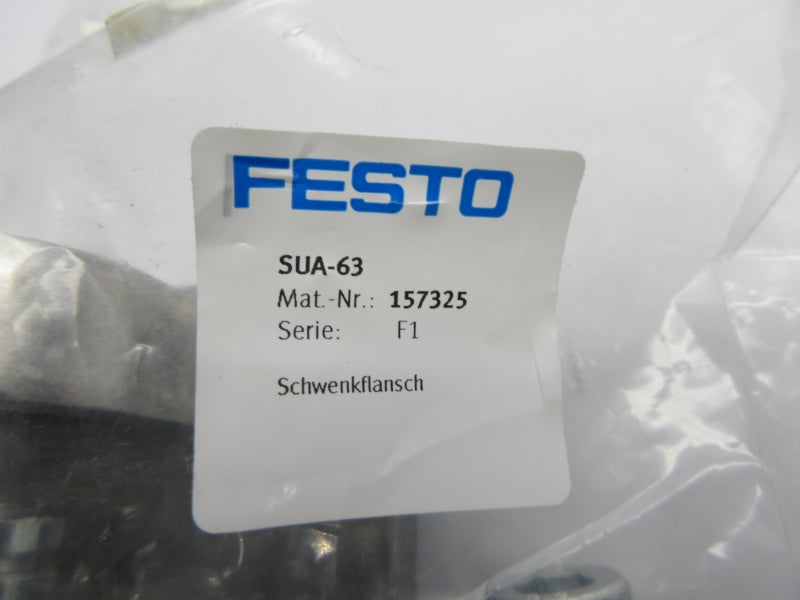 FESTO
SUA-63
Mat.-Nr.: 157325
Serie: F1
Schwenkflansch